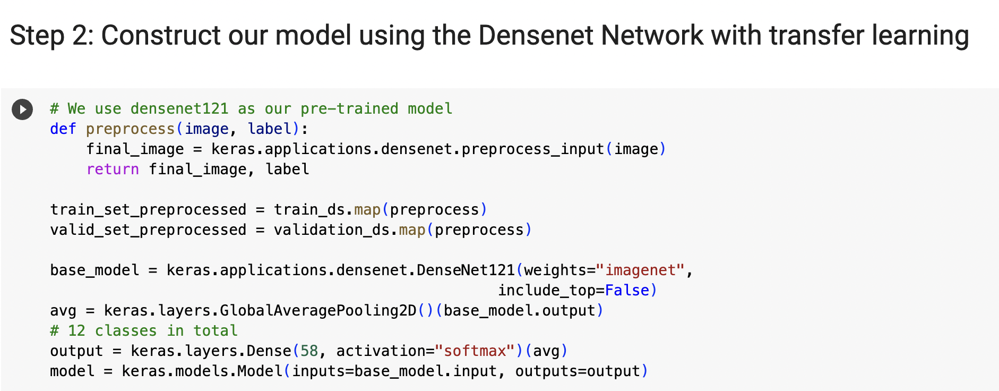 Step 2: Construct our model using the Densenet Network with transfer learning
# We use densenet121 as our pre-trained model
def preprocess(image, label):
    final_image = keras.applications.densenet.preprocess_input(image)
    return final_image, label
train_set_preprocessed = train_ds.map(preprocess)
valid_set_preprocessed = validation_ds.map(preprocess)
base_model = keras.applications.densenet.DenseNet121(weights="imagenet",
                                                  include_top=False)
avg = keras.layers.GlobalAveragePooling2D()(base_model.output)
# 12 classes in total
output = keras.layers.Dense(58, activation="softmax")(avg)
model = keras.models.Model(inputs=base_model.input, outputs=output)